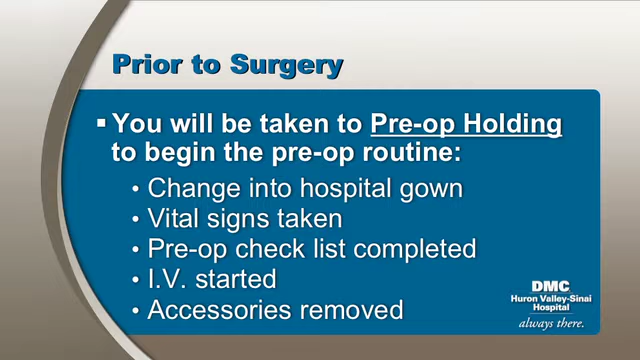 Prior to Surgery
▪ You will be taken to Pre-op Holding
to begin the pre-op routine:
• Change into hospital gown
• Vital signs taken
• Pre-op check list completed
• I.V. started
• Accessories removed
DMC
Huron Valley-Sinai
Hospital
always there.